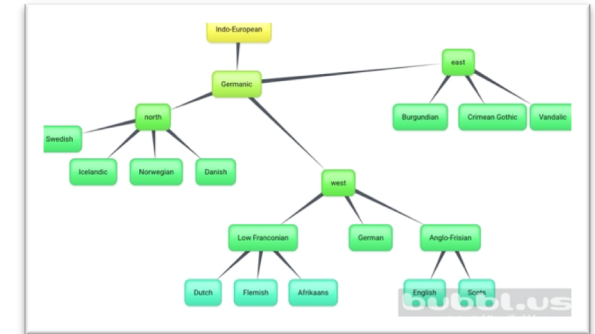 Indo-European
Germanic
east
north
Burgundian
Crimean Gothic
Vandalic
Swedish
Icelandic
Norwegian
Danish
west
Low Franconian
German
Anglo-Frisian
Dutch
Flemish
Afrikaans
English
Scots
bubbl.us